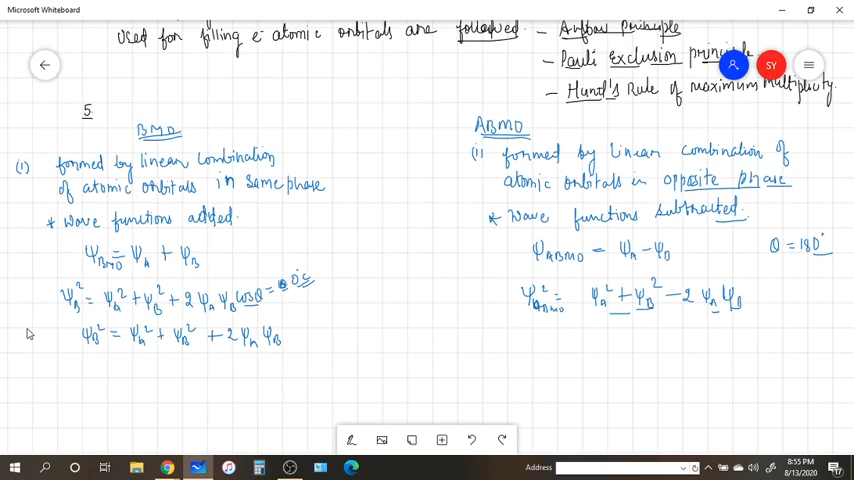 Microsoft Whiteboard
used for filling e- atomic orbitals are followed - Aufbau Principle
- Pauli Exclusion principle
SY
- Hund's Rule of maximum multiplicity.
5.
BMO
(1) formed by linear combination
of atomic orbitals in same phase
* Wave functions added.
ψBMO = ψA + ψB
ψB² = ψA² + ψB² + 2 ψA ψB cosθ = 0°C
ψB² = ψA² + ψB² + 2 ψA ψB
ABMO
(1) formed by linear combination of
atomic orbitals in opposite phase
* Wave functions subtracted.
ψABMO = ψA - ψB θ = 180°
ψ²ABMO = ψA² + ψB² - 2 ψA ψB
Address
8:55 PM
8/13/2020
17